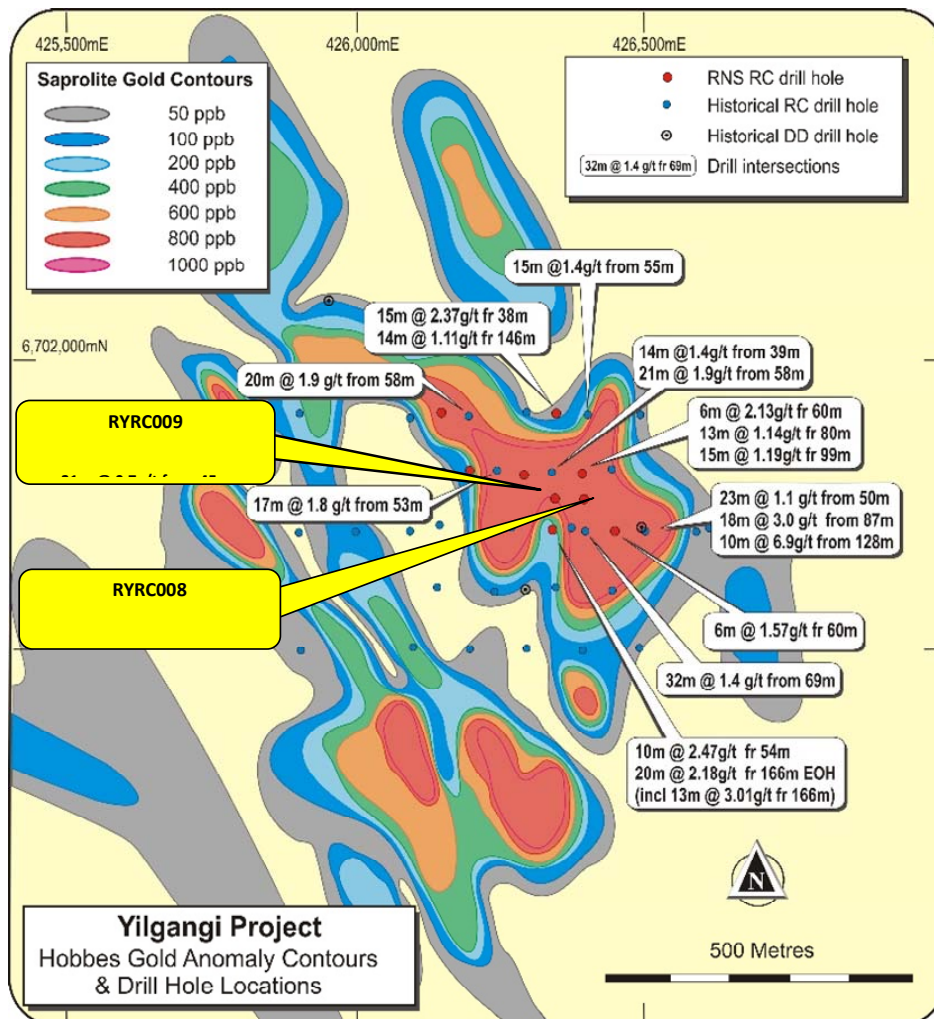 425,500mE
426,000mE
426,500mE
Saprolite Gold Contours
50 ppb
100 ppb
200 ppb
400 ppb
600 ppb
800 ppb
1000 ppb
RNS RC drill hole
Historical RC drill hole
Historical DD drill hole
32m @ 1.4 g/t fr 69m
Drill intersections
15m @1.4g/t from 55m
15m @ 2.37g/t fr 38m
14m @ 1.11g/t fr 146m
6,702,000mN
14m @1.4g/t from 39m
21m @1.9g/t from 58m
20m @ 1.9 g/t from 58m
RYRC009
6m @ 2.13g/t fr 60m
13m @ 1.14g/t fr 80m
15m @ 1.19g/t fr 99m
17m @ 1.8 g/t from 53m
23m @ 1.1 g/t from 50m
18m @ 3.0 g/t from 87m
10m @ 6.9g/t from 128m
RYRC008
6m @ 1.57g/t fr 60m
32m @ 1.4 g/t from 69m
10m @ 2.47g/t fr 54m
20m @ 2.18g/t fr 166m EOH
(incl 13m @ 3.01g/t fr 166m)
N
Yilgangi Project
Hobbes Gold Anomaly Contours
& Drill Hole Locations
500 Metres